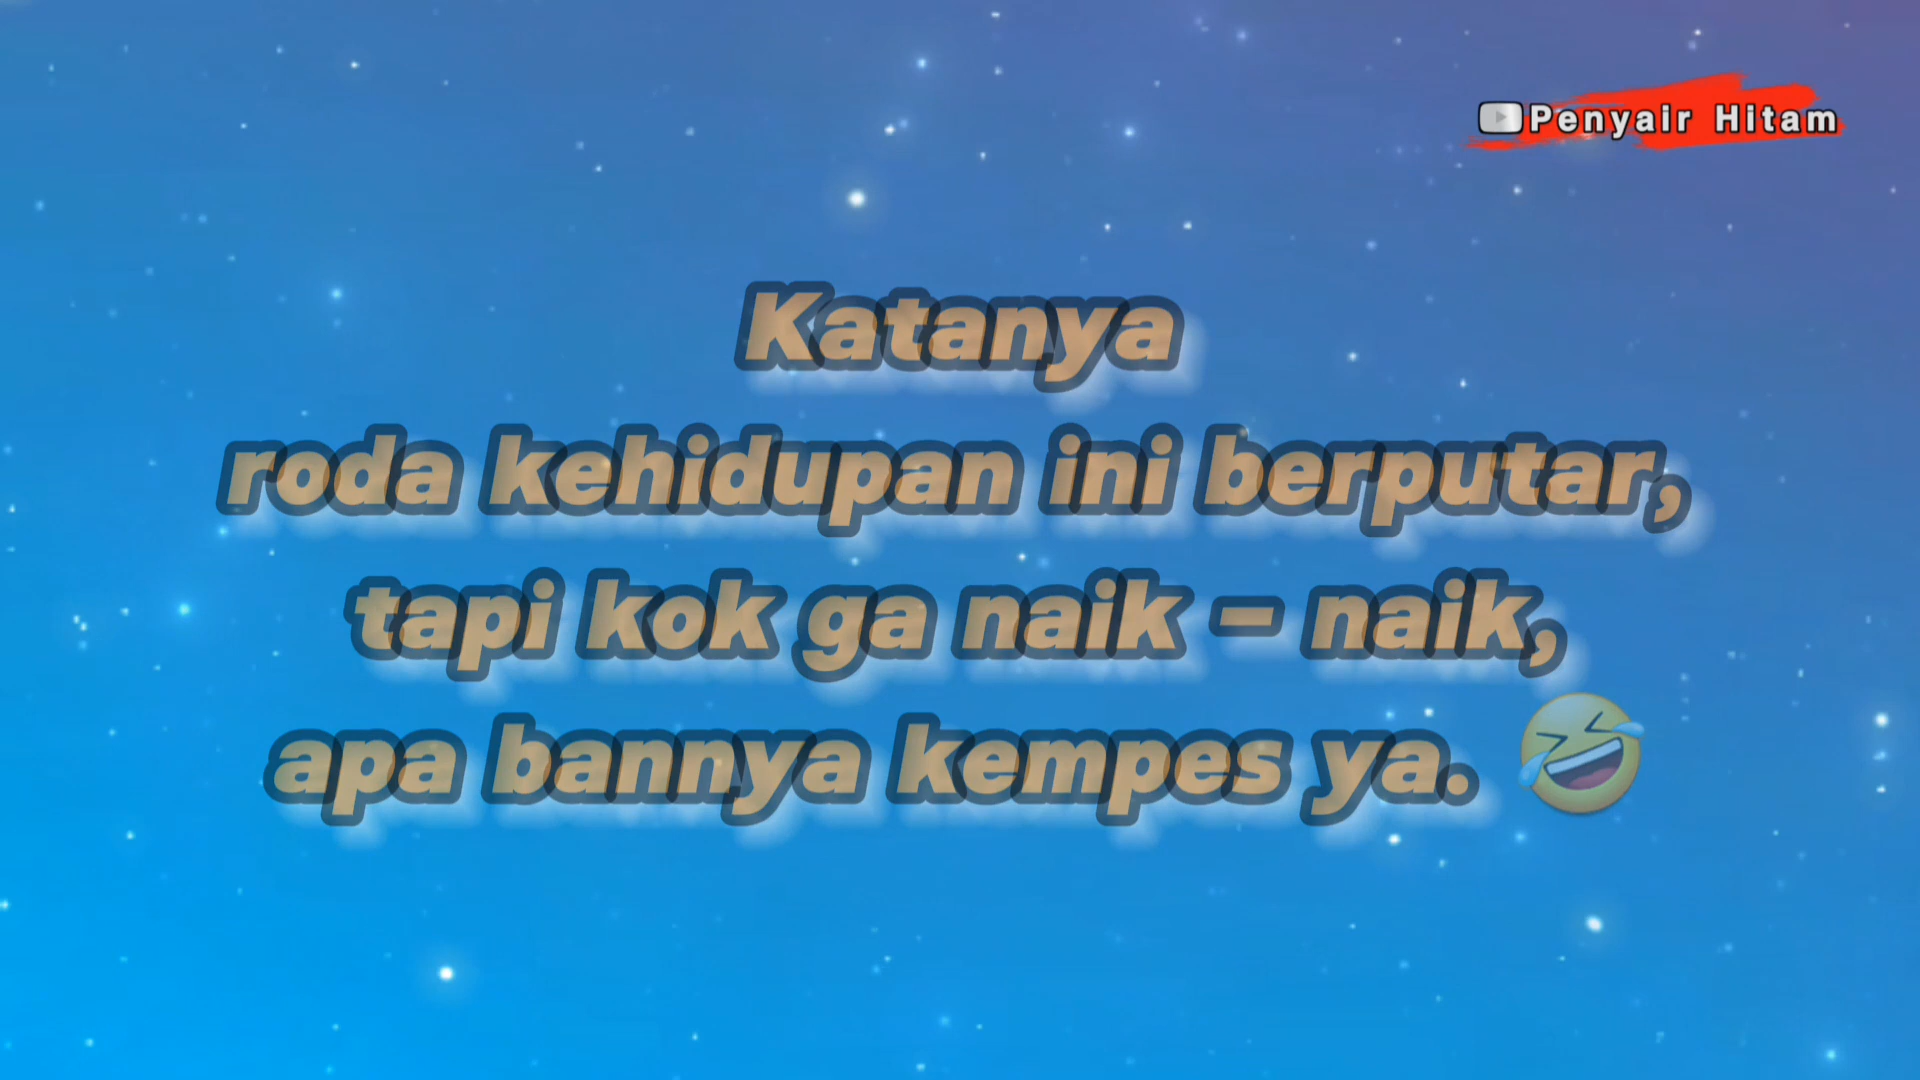 Penyair Hitam
Katanya
roda kehidupan ini berputar,
tapi kok ga naik - naik,
apa bannya kempes ya. 🤣